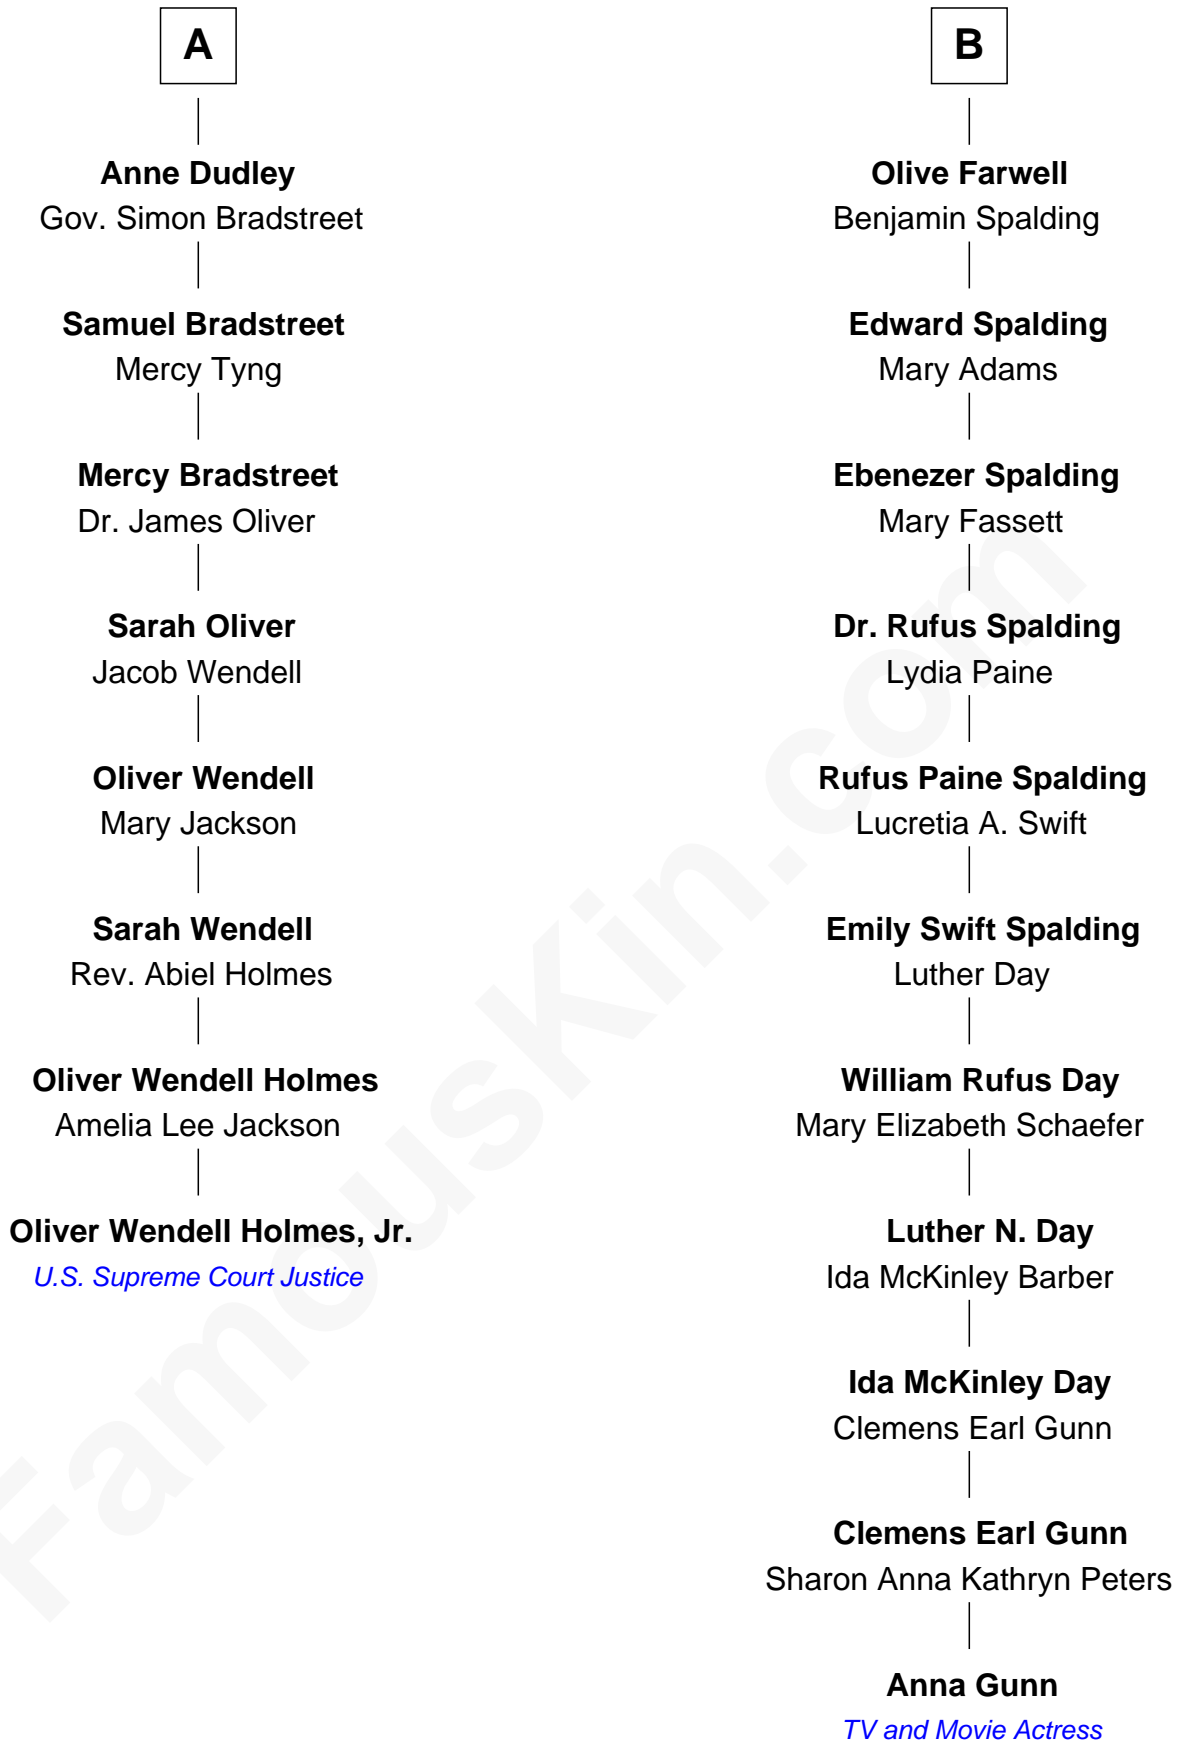 A
Anne Dudley
Gov. Simon Bradstreet
Samuel Bradstreet
Mercy Tyng
Mercy Bradstreet
Dr. James Oliver
Sarah Oliver
Jacob Wendell
Oliver Wendell
Mary Jackson
Sarah Wendell
Rev. Abiel Holmes
Oliver Wendell Holmes
Amelia Lee Jackson
Oliver Wendell Holmes, Jr.
U.S. Supreme Court Justice
B
Olive Farwell
Benjamin Spalding
Edward Spalding
Mary Adams
Ebenezer Spalding
Mary Fassett
Dr. Rufus Spalding
Lydia Paine
Rufus Paine Spalding
Lucretia A. Swift
Emily Swift Spalding
Luther Day
William Rufus Day
Mary Elizabeth Schaefer
Luther N. Day
Ida McKinley Barber
Ida McKinley Day
Clemens Earl Gunn
Clemens Earl Gunn
Sharon Anna Kathryn Peters
Anna Gunn
TV and Movie Actress
FamousKin.com